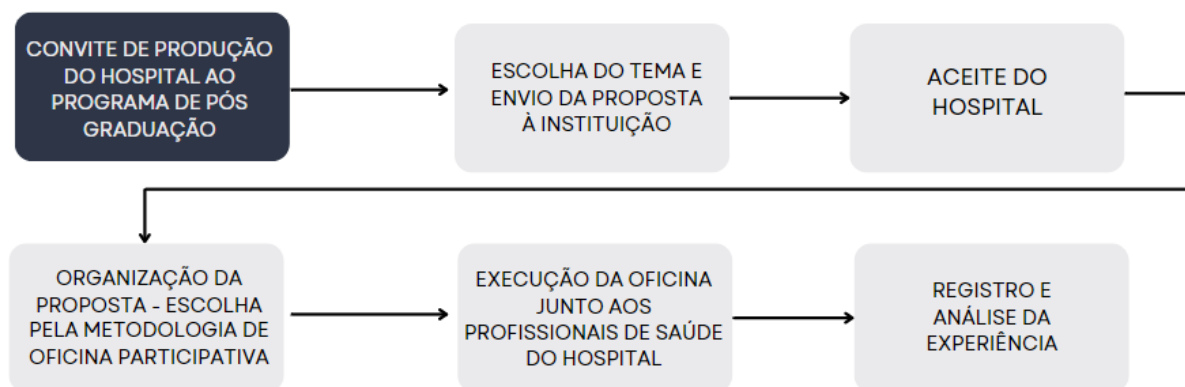 CONVITE DE PRODUÇÃO
DO HOSPITAL AO
PROGRAMA DE PÓS
GRADUAÇÃO
ESCOLHA DO TEMA E
ENVIO DA PROPOSTA
À INSTITUIÇÃO
ACEITE DO
HOSPITAL
ORGANIZAÇÃO DA
PROPOSTA - ESCOLHA
PELA METODOLOGIA DE
OFICINA PARTICIPATIVA
EXECUÇÃO DA OFICINA
JUNTO AOS
PROFISSIONAIS DE SAÚDE
DO HOSPITAL
REGISTRO E
ANÁLISE DA
EXPERIÊNCIA